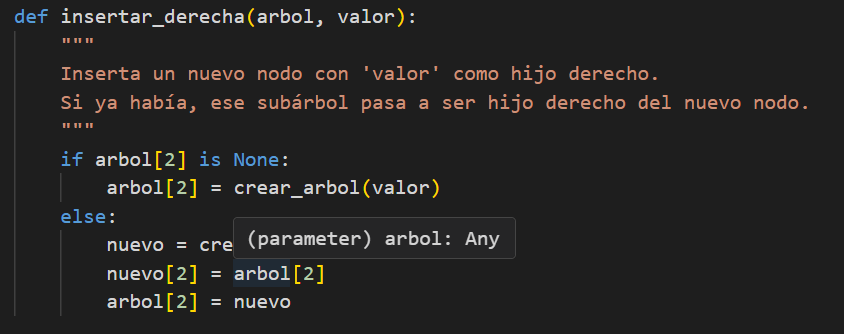 def insertar_derecha(arbol, valor):
"""
Inserta un nuevo nodo con 'valor' como hijo derecho.
Si ya había, ese subárbol pasa a ser hijo derecho del nuevo nodo.
"""
if arbol[2] is None:
arbol[2] = crear_arbol(valor)
else:
nuevo = cre
(parameter) arbol: Any
nuevo[2] = arbol[2]
arbol[2] = nuevo